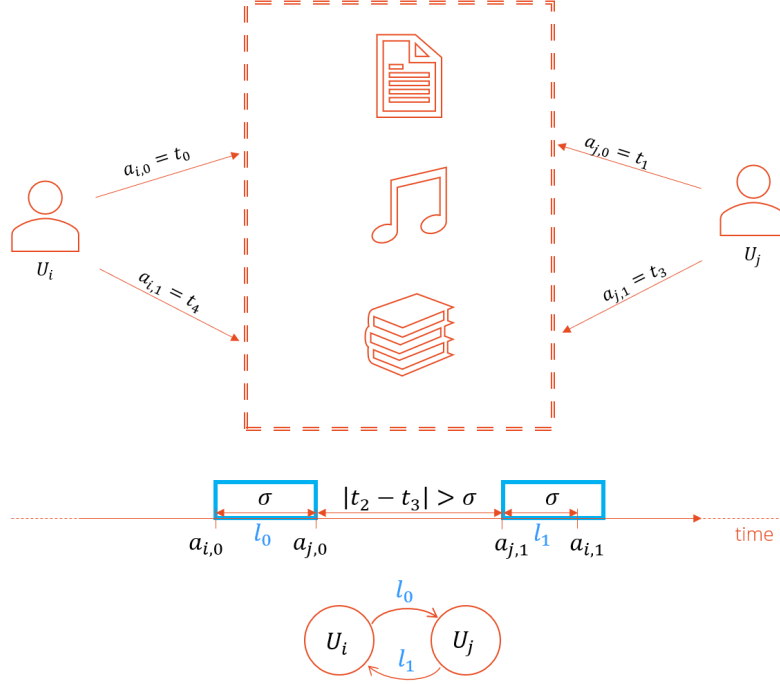 a_{i,0} = t_0
a_{j,0} = t_1
U_i
U_j
a_{i,1} = t_4
a_{j,1} = t_3
σ |t_2 − t_3| > σ σ
a_{i,0} l_0 a_{j,0} a_{j,1} l_1 a_{i,1} time
l_0
U_i U_j
l_1